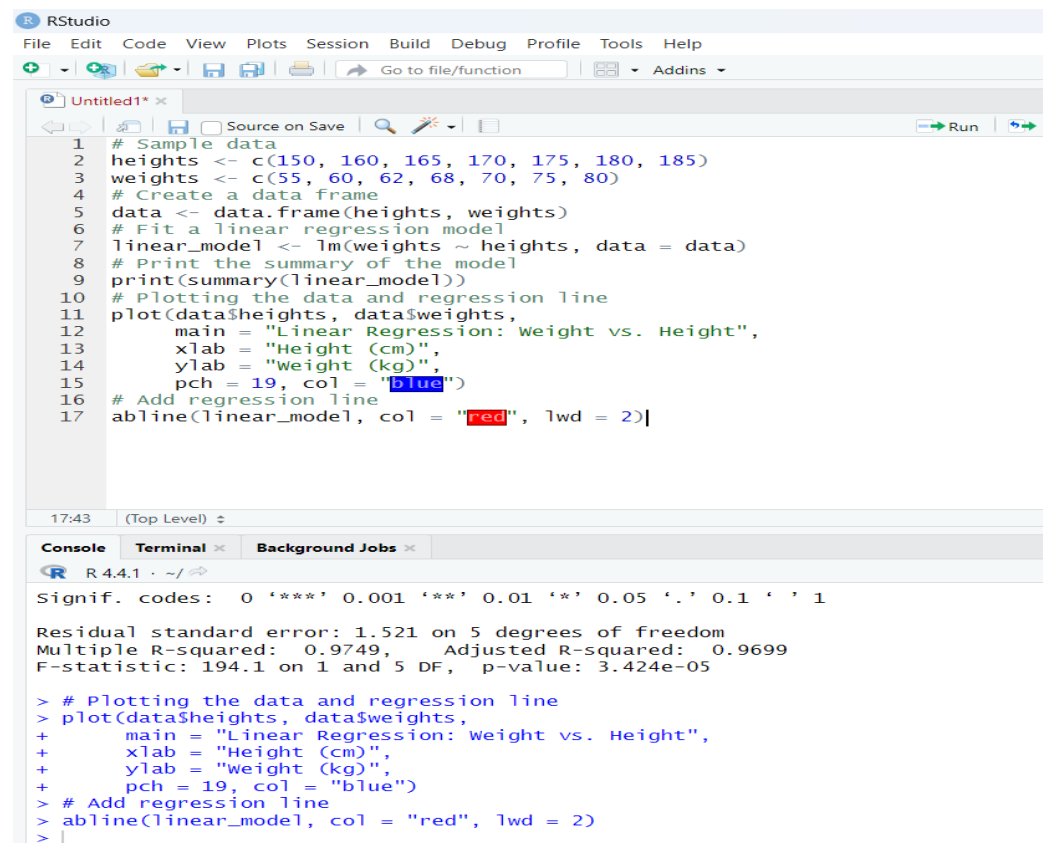 RStudio
File Edit Code View Plots Session Build Debug Profile Tools Help
Go to file/function Addins
Untitled1*
Source on Save Run
1 # Sample data
2 heights <- c(150, 160, 165, 170, 175, 180, 185)
3 weights <- c(55, 60, 62, 68, 70, 75, 80)
4 # Create a data frame
5 data <- data.frame(heights, weights)
6 # Fit a linear regression model
7 linear_model <- lm(weights ~ heights, data = data)
8 # Print the summary of the model
9 print(summary(linear_model))
10 # Plotting the data and regression line
11 plot(data$heights, data$weights,
12 main = "Linear Regression: Weight vs. Height",
13 xlab = "Height (cm)",
14 ylab = "Weight (kg)",
15 pch = 19, col = "blue")
16 # Add regression line
17 abline(linear_model, col = "red", lwd = 2)
17:43 (Top Level)
Console Terminal Background Jobs
R 4.4.1 · ~/
Signif. codes:  0 ‘***’ 0.001 ‘**’ 0.01 ‘*’ 0.05 ‘.’ 0.1 ‘ ’ 1
Residual standard error: 1.521 on 5 degrees of freedom
Multiple R-squared:  0.9749,	Adjusted R-squared:  0.9699
F-statistic: 194.1 on 1 and 5 DF,  p-value: 3.424e-05
> # Plotting the data and regression line
> plot(data$heights, data$weights,
+ main = "Linear Regression: Weight vs. Height",
+ xlab = "Height (cm)",
+ ylab = "Weight (kg)",
+ pch = 19, col = "blue")
> # Add regression line
> abline(linear_model, col = "red", lwd = 2)
>